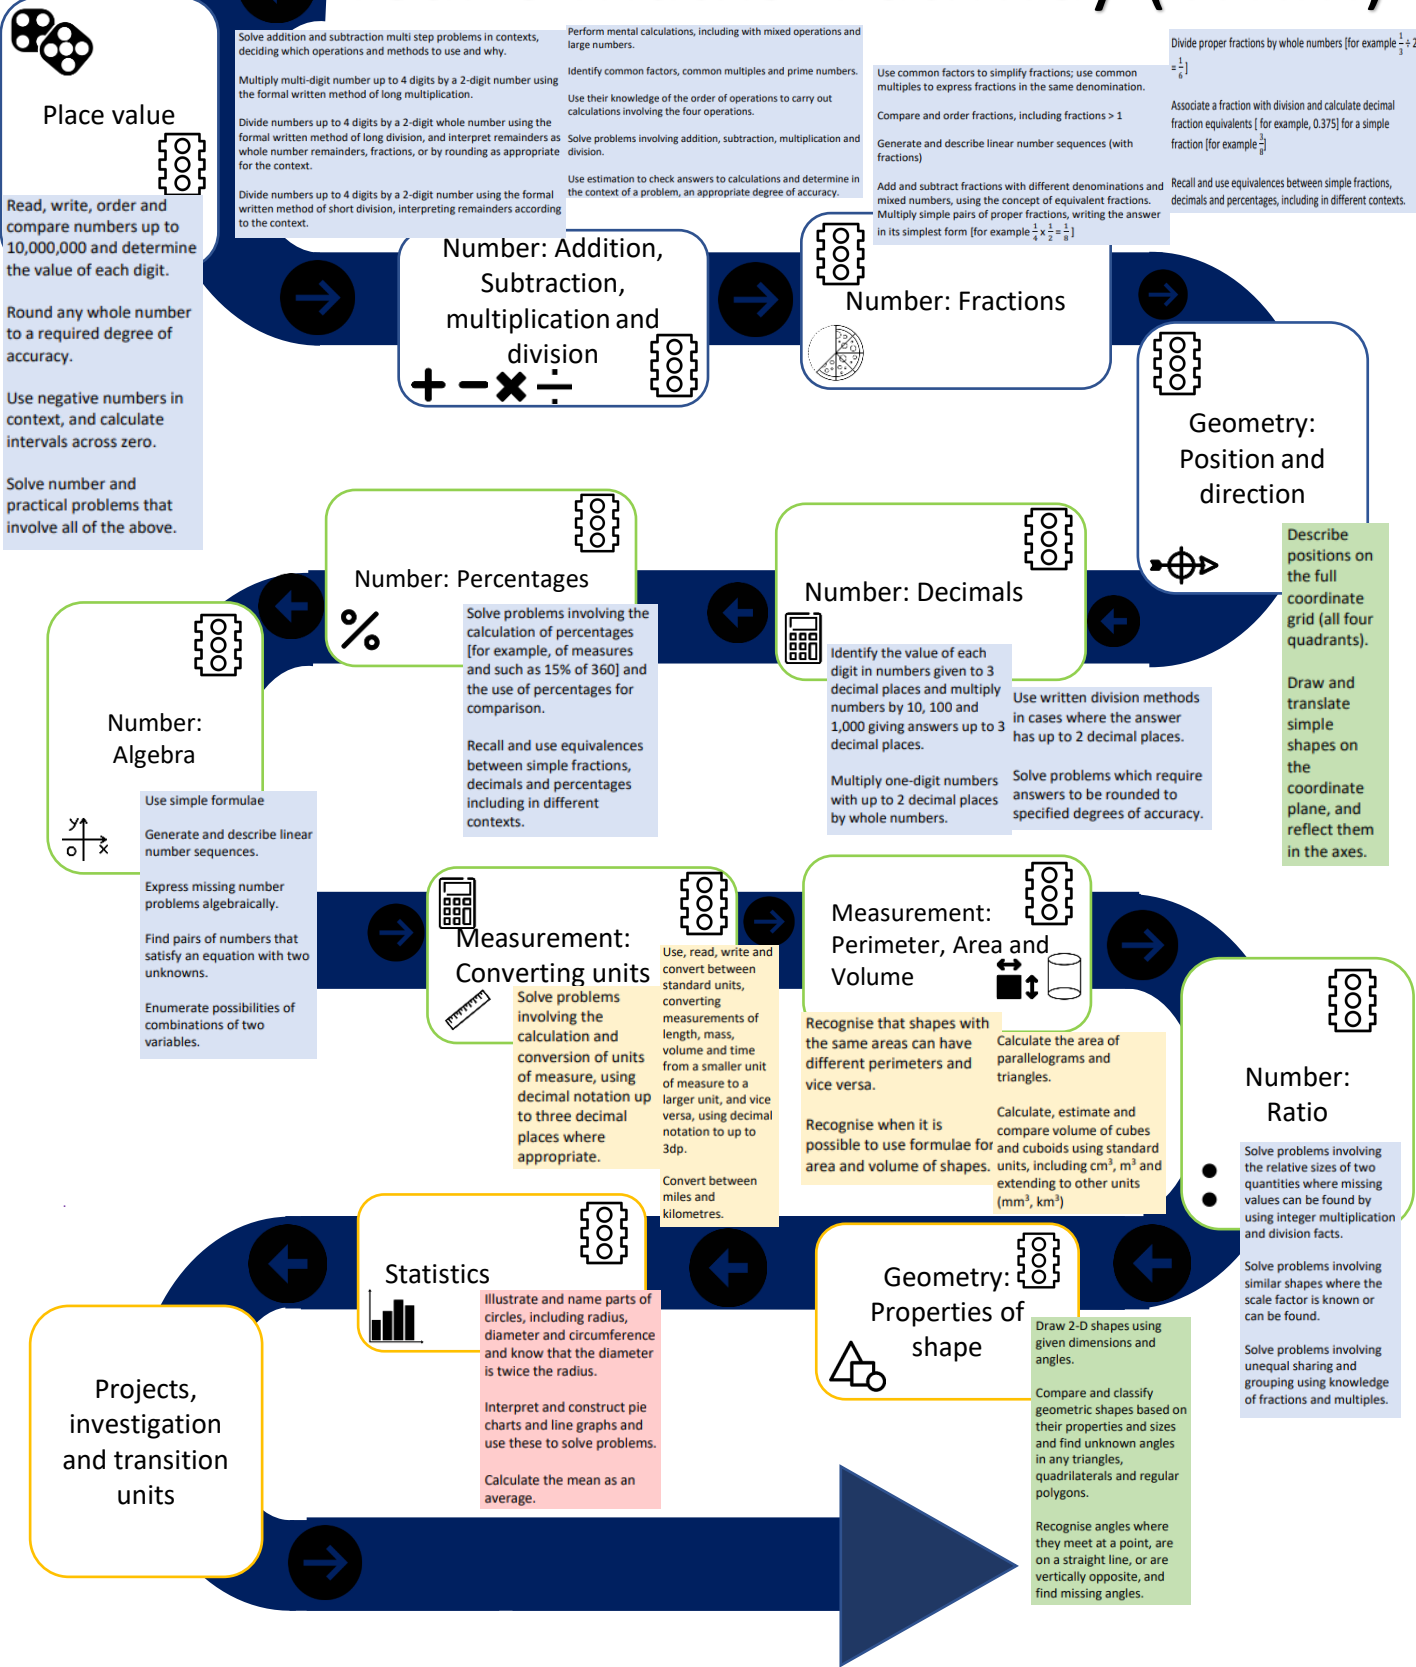 Place value
Read, write, order and
compare numbers up to
10,000,000 and determine
the value of each digit.
Round any whole number
to a required degree of
accuracy.
Use negative numbers in
context, and calculate
intervals across zero.
Solve number and
practical problems that
involve all of the above.
Solve addition and subtraction multi step problems in contexts,
deciding which operations and methods to use and why.
Multiply multi-digit number up to 4 digits by a 2-digit number using
the formal written method of long multiplication.
Divide numbers up to 4 digits by a 2-digit whole number using the
formal written method of long division, and interpret remainders as
whole number remainders, fractions, or by rounding as appropriate
for the context.
Divide numbers up to 4 digits by a 2-digit number using the formal
written method of short division, interpreting remainders according
to the context.
Perform mental calculations, including with mixed operations and
large numbers.
Identify common factors, common multiples and prime numbers.
Use their knowledge of the order of operations to carry out
calculations involving the four operations.
Solve problems involving addition, subtraction, multiplication and
division.
Use estimation to check answers to calculations and determine in
the context of a problem, an appropriate degree of accuracy.
Number: Addition,
Subtraction,
multiplication and
division
Use common factors to simplify fractions; use common
multiples to express fractions in the same denomination.
Compare and order fractions, including fractions > 1
Generate and describe linear number sequences (with
fractions)
Add and subtract fractions with different denominations and
mixed numbers, using the concept of equivalent fractions.
Multiply simple pairs of proper fractions, writing the answer
in its simplest form [for example 1/4 x 1/2 = 1/8 ]
Divide proper fractions by whole numbers [for example 1/3 ÷ 2
= 1/6 ]
Associate a fraction with division and calculate decimal
fraction equivalents [ for example, 0.375] for a simple
fraction [for example 3/8]
Recall and use equivalences between simple fractions,
decimals and percentages, including in different contexts.
Number: Fractions
Geometry:
Position and
direction
Describe
positions on
the full
coordinate
grid (all four
quadrants).
Draw and
translate
simple
shapes on
the
coordinate
plane, and
reflect them
in the axes.
Number: Decimals
Identify the value of each
digit in numbers given to 3
decimal places and multiply
numbers by 10, 100 and
1,000 giving answers up to 3
decimal places.
Multiply one-digit numbers
with up to 2 decimal places
by whole numbers.
Use written division methods
in cases where the answer
has up to 2 decimal places.
Solve problems which require
answers to be rounded to
specified degrees of accuracy.
Number: Percentages
%
Solve problems involving the
calculation of percentages
[for example, of measures
and such as 15% of 360] and
the use of percentages for
comparison.
Recall and use equivalences
between simple fractions,
decimals and percentages
including in different
contexts.
Number:
Algebra
y
o x
Use simple formulae
Generate and describe linear
number sequences.
Express missing number
problems algebraically.
Find pairs of numbers that
satisfy an equation with two
unknowns.
Enumerate possibilities of
combinations of two
variables.
Measurement:
Converting units
Solve problems
involving the
calculation and
conversion of units
of measure, using
decimal notation up
to three decimal
places where
appropriate.
Use, read, write and
convert between
standard units,
converting
measurements of
length, mass,
volume and time
from a smaller unit
of measure to a
larger unit, and vice
versa, using decimal
notation to up to
3dp.
Convert between
miles and
kilometres.
Measurement:
Perimeter, Area and
Volume
Recognise that shapes with
the same areas can have
different perimeters and
vice versa.
Recognise when it is
possible to use formulae for
area and volume of shapes.
Calculate the area of
parallelograms and
triangles.
Calculate, estimate and
compare volume of cubes
and cuboids using standard
units, including cm³, m³ and
extending to other units
(mm³, km³)
Number:
Ratio
Solve problems involving
the relative sizes of two
quantities where missing
values can be found by
using integer multiplication
and division facts.
Solve problems involving
similar shapes where the
scale factor is known or
can be found.
Solve problems involving
unequal sharing and
grouping using knowledge
of fractions and multiples.
Geometry:
Properties of
shape
Draw 2-D shapes using
given dimensions and
angles.
Compare and classify
geometric shapes based on
their properties and sizes
and find unknown angles
in any triangles,
quadrilaterals and regular
polygons.
Recognise angles where
they meet at a point, are
on a straight line, or are
vertically opposite, and
find missing angles.
Statistics
Illustrate and name parts of
circles, including radius,
diameter and circumference
and know that the diameter
is twice the radius.
Interpret and construct pie
charts and line graphs and
use these to solve problems.
Calculate the mean as an
average.
Projects,
investigation
and transition
units